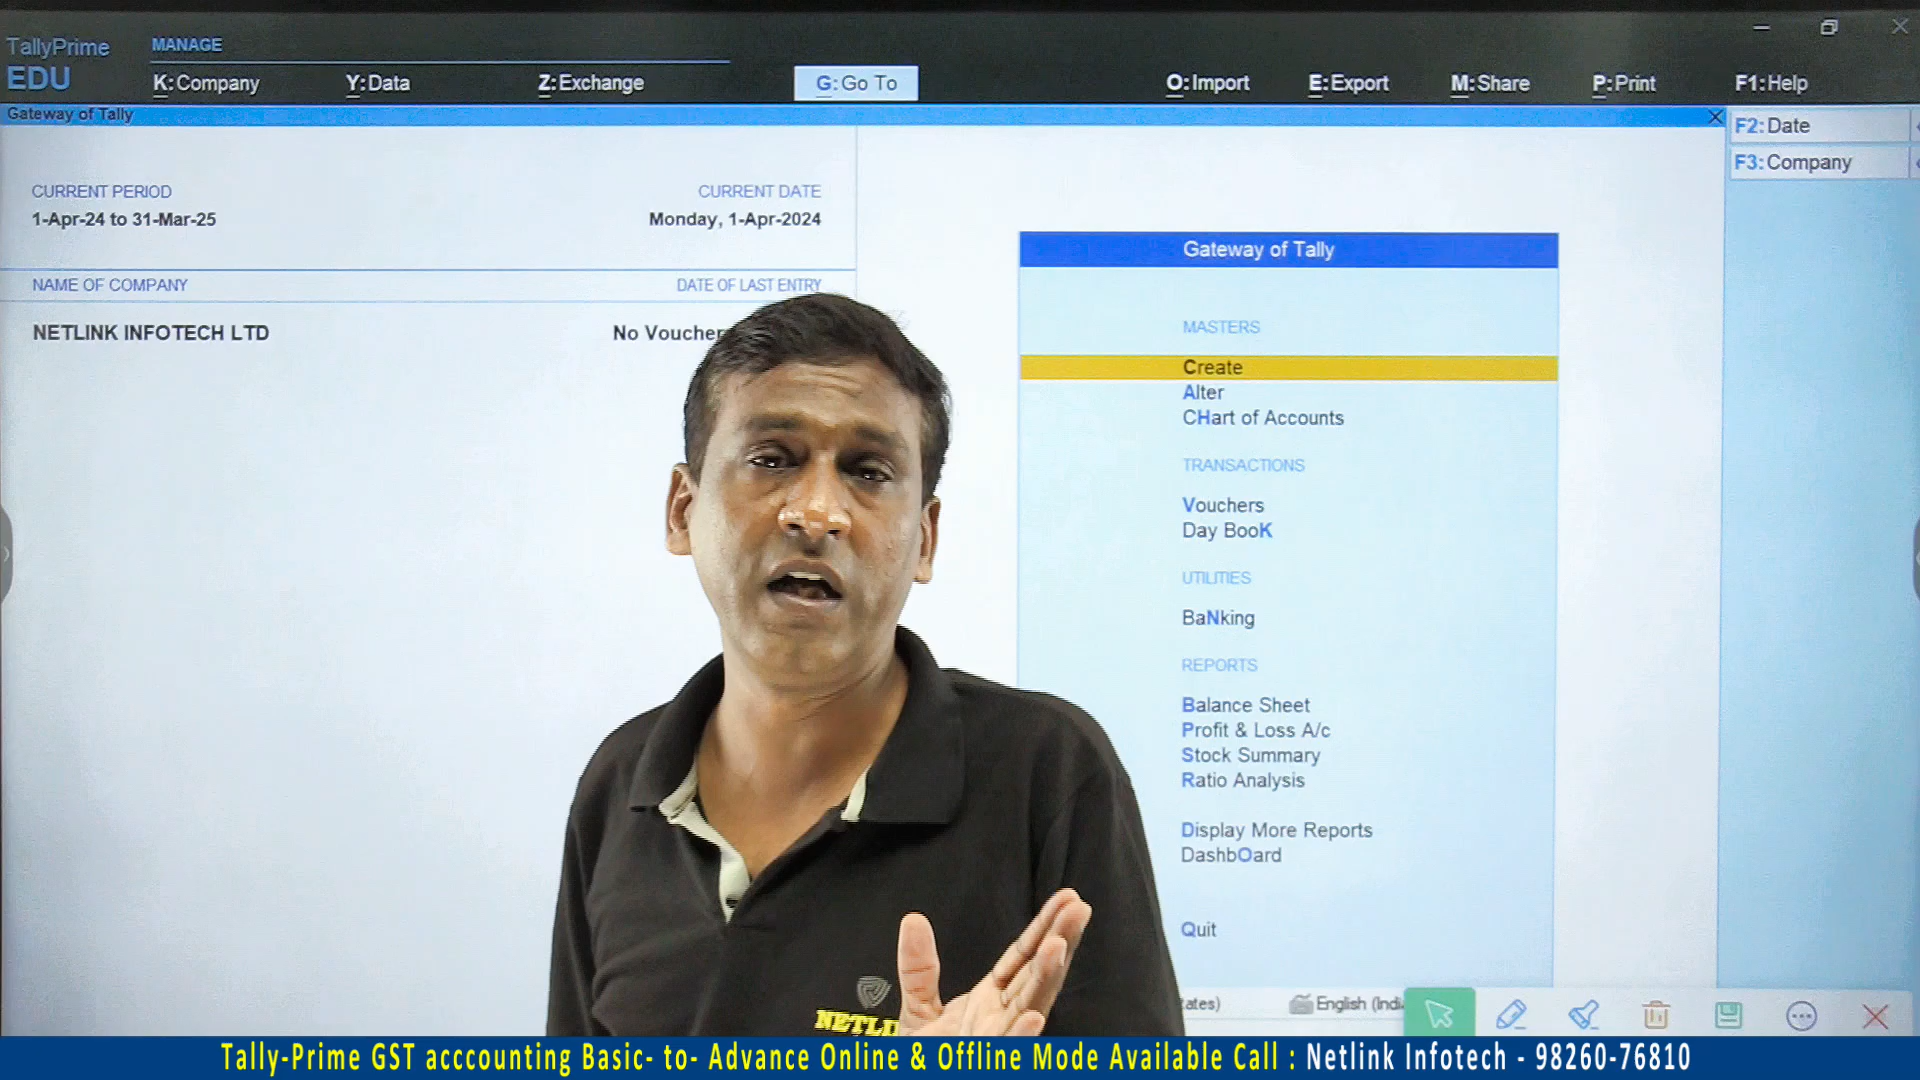 TallyPrime
EDU
MANAGE
K:Company
Y:Data
Z:Exchange
G:Go To
O:Import
E:Export
M:Share
P:Print
F1:Help
Gateway of Tally
F2:Date
F3:Company
CURRENT PERIOD
CURRENT DATE
1-Apr-24 to 31-Mar-25
Monday, 1-Apr-2024
NAME OF COMPANY
DATE OF LAST ENTRY
NETLINK INFOTECH LTD
No Voucher
Gateway of Tally
MASTERS
Create
Alter
CHart of Accounts
TRANSACTIONS
Vouchers
Day BooK
UTILITIES
BaNking
REPORTS
Balance Sheet
Profit & Loss A/c
Stock Summary
Ratio Analysis
Display More Reports
DashbOard
Quit
English
Tally-Prime GST acccounting Basic- to- Advance Online & Offline Mode Available Call : Netlink Infotech - 98260-76810